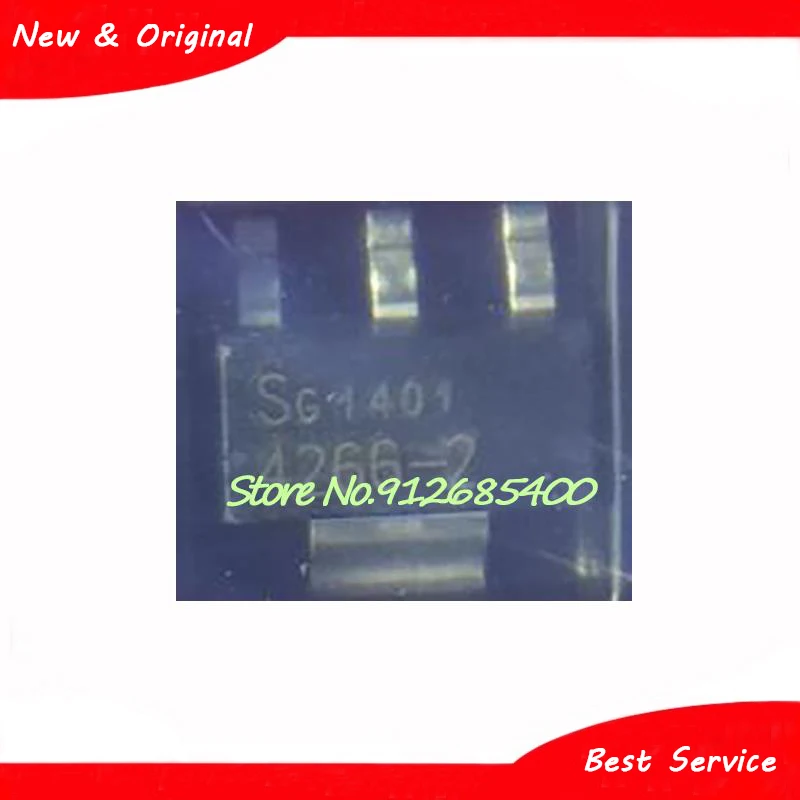 New & Original
SG1401
4266-2
Store No.912685400
Best Service